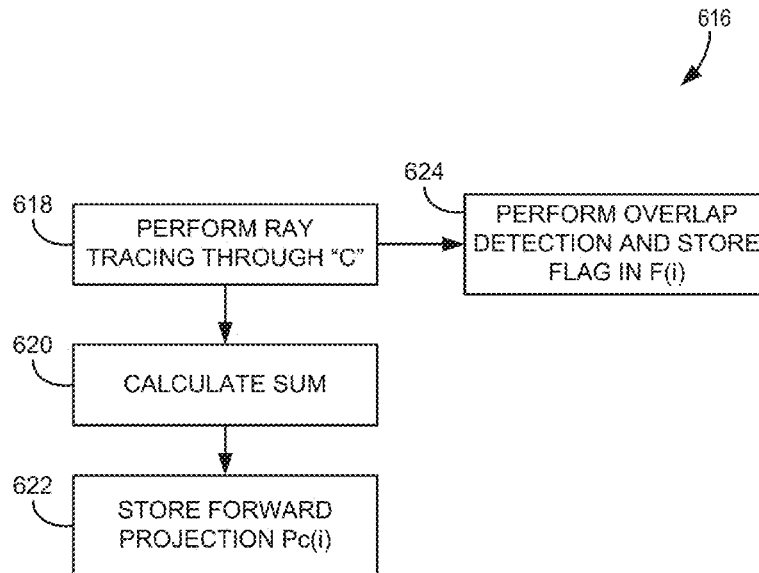 616
618
PERFORM RAY
TRACING THROUGH “C”
624
PERFORM OVERLAP
DETECTION AND STORE
FLAG IN F(i)
620
CALCULATE SUM
622
STORE FORWARD
PROJECTION Pc(i)